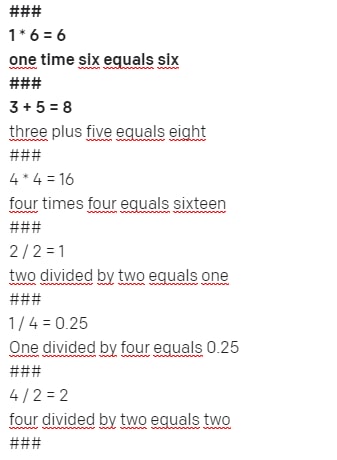 ###
1 * 6 = 6
one time six equals six
###
3 + 5 = 8
three plus five equals eight
###
4 * 4 = 16
four times four equals sixteen
###
2 / 2 = 1
two divided by two equals one
###
1 / 4 = 0.25
One divided by four equals 0.25
###
4 / 2 = 2
four divided by two equals two
###